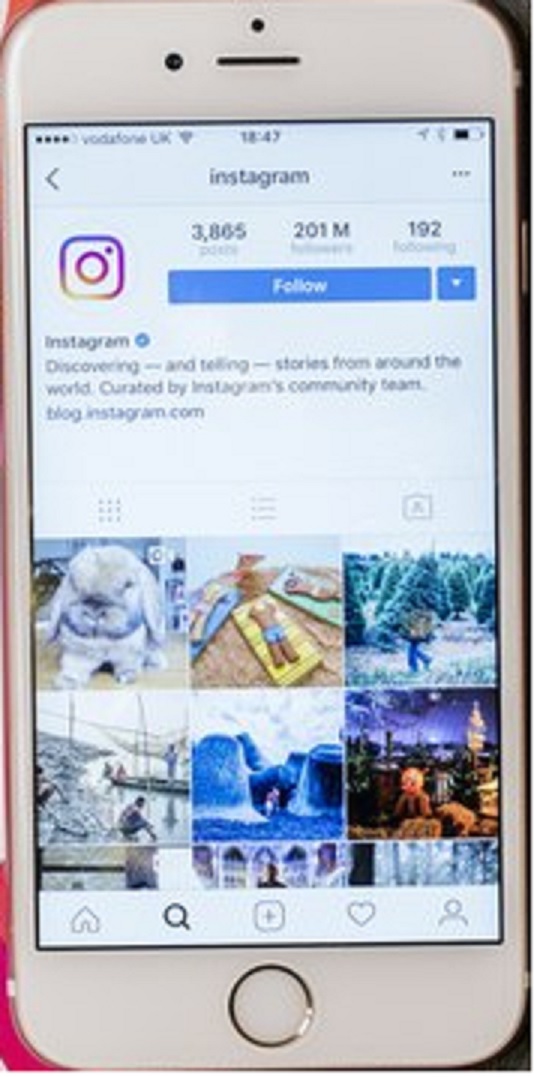 vodafone UK 18:47
instagram
3,865 201 M 192
posts followers following
Follow
Instagram
Discovering — and telling — stories from around the
world. Curated by Instagram's community team.
blog.instagram.com